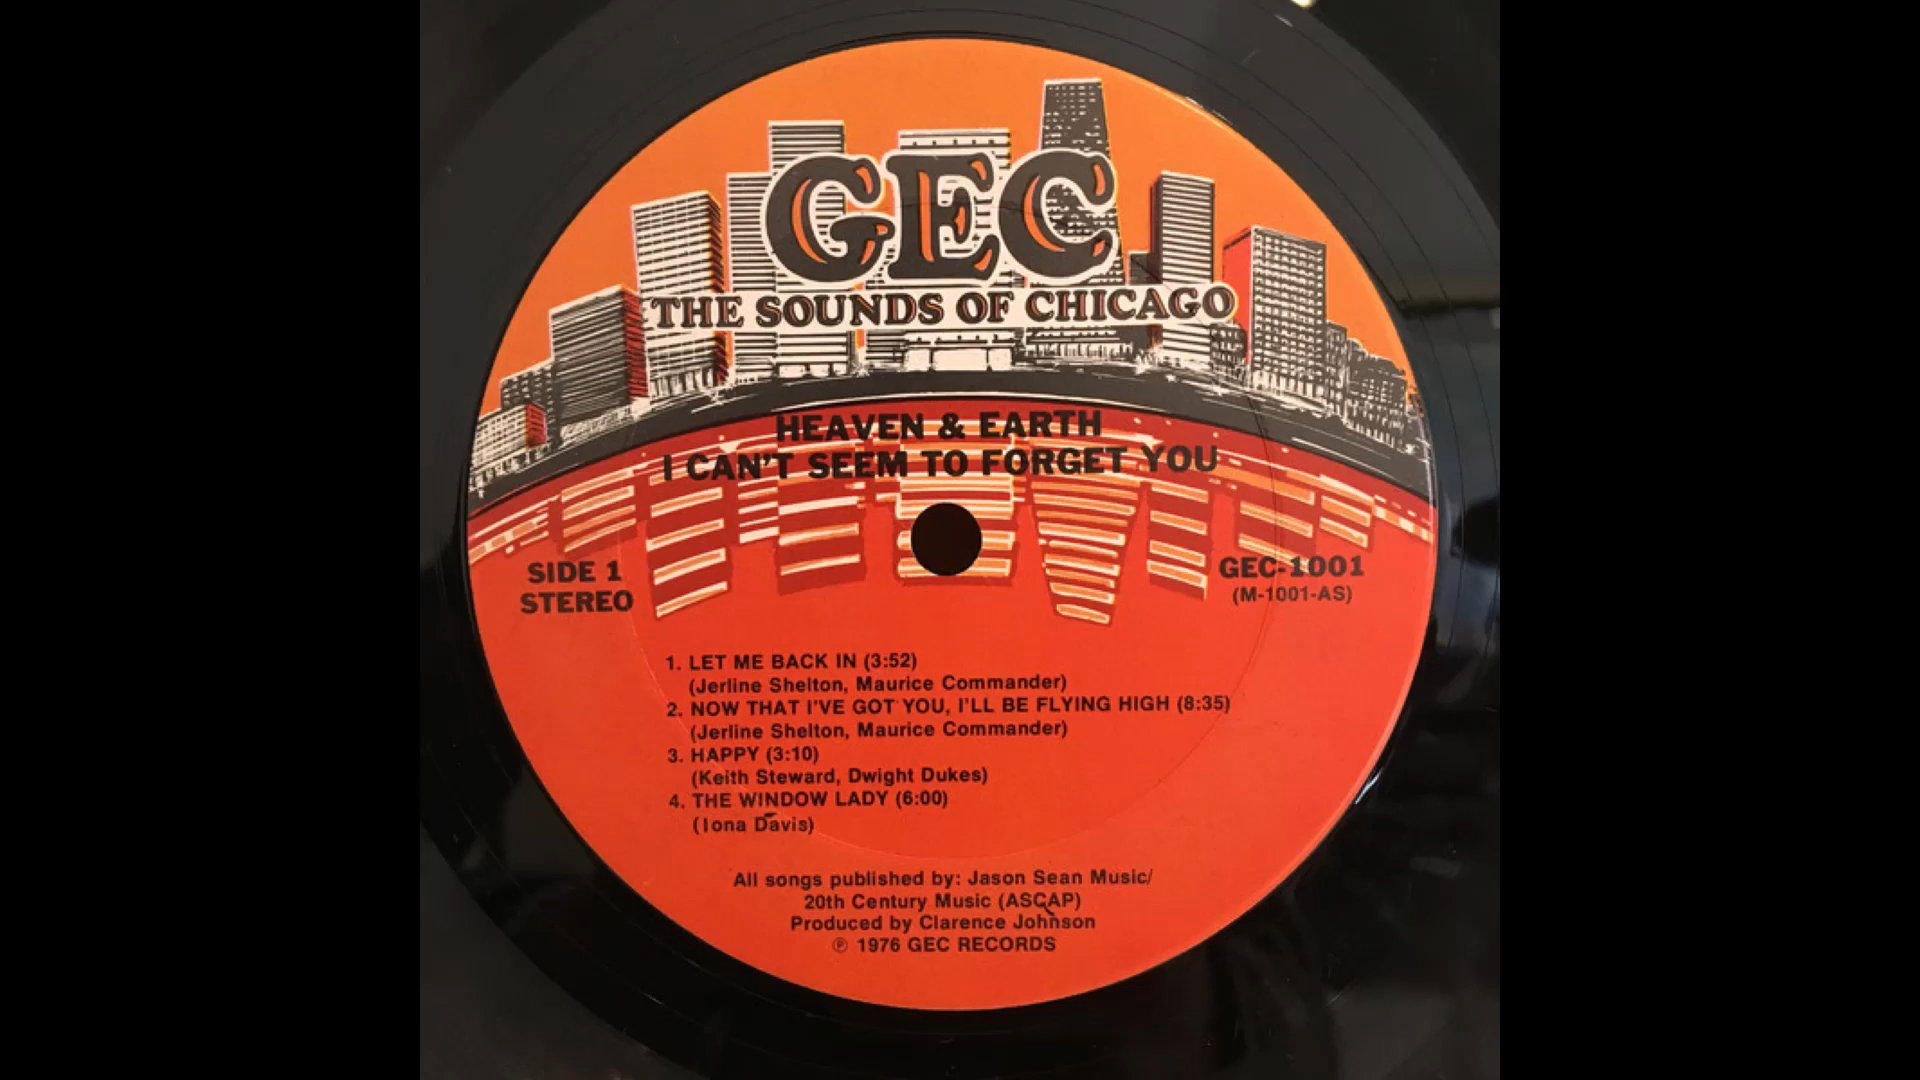 GEC
THE SOUNDS OF CHICAGO
HEAVEN & EARTH
I CAN'T SEEM TO FORGET YOU
SIDE 1
STEREO
GEC-1001
(M-1001-AS)
1. LET ME BACK IN (3:52)
(Jerline Shelton, Maurice Commander)
2. NOW THAT I'VE GOT YOU, I'LL BE FLYING HIGH (8:35)
(Jerline Shelton, Maurice Commander)
3. HAPPY (3:10)
(Keith Steward, Dwight Dukes)
4. THE WINDOW LADY (6:00)
(Iona Davis)
All songs published by: Jason Sean Music/
20th Century Music (ASCAP)
Produced by Clarence Johnson
℗ 1976 GEC RECORDS